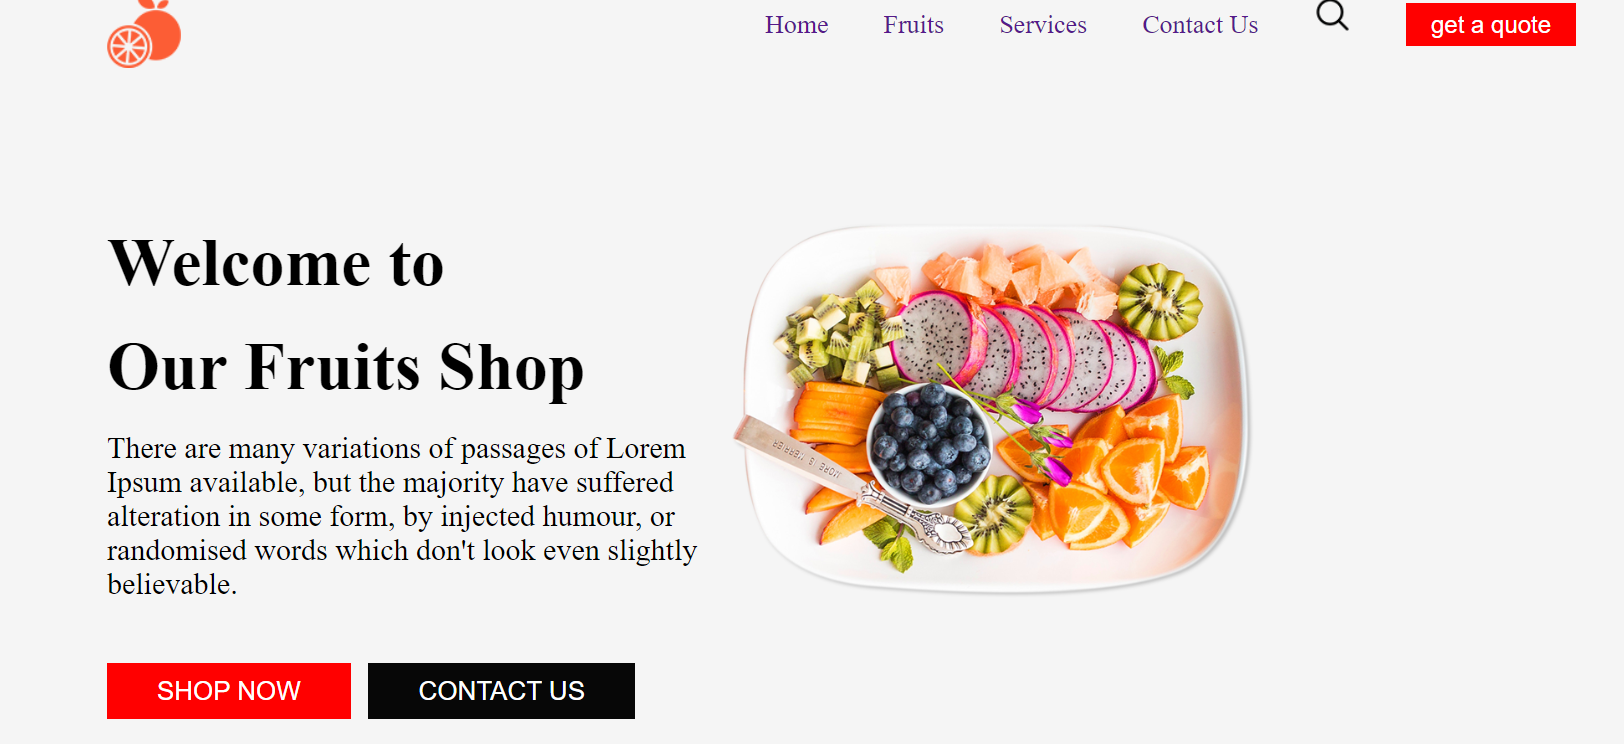 Home Fruits Services Contact Us get a quote
Welcome to
Our Fruits Shop
There are many variations of passages of Lorem
Ipsum available, but the majority have suffered
alteration in some form, by injected humour, or
randomised words which don't look even slightly
believable.
SHOP NOW CONTACT US